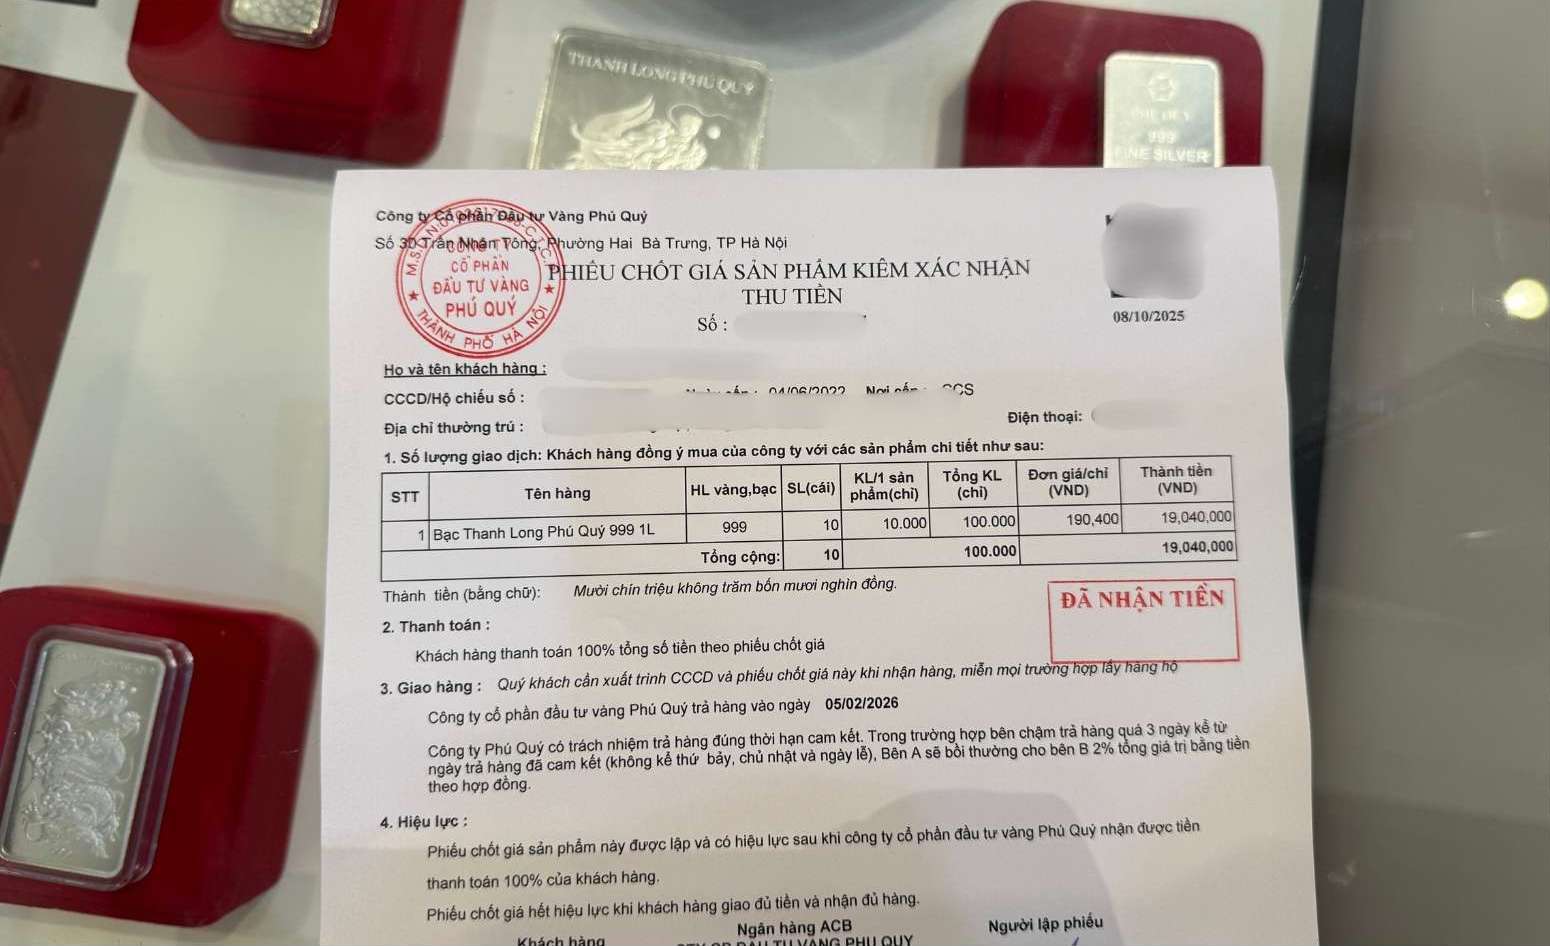 THANH LONG PHÚ QUÝ
999
FINE SILVER
Công ty Cổ phần Đầu tư Vàng Phú Quý
Số 30 Trần Nhân Tông, Phường Hai Bà Trưng, TP Hà Nội
CÔNG TY
CỔ PHẦN
ĐẦU TƯ VÀNG
PHÚ QUÝ
THÀNH PHỐ HÀ NỘI
PHIẾU CHỐT GIÁ SẢN PHẨM KIÊM XÁC NHẬN
THU TIỀN
Số :
08/10/2025
Họ và tên khách hàng :
CCCD/Hộ chiếu số : 04/06/2022 Nơi cấp : CCS
Địa chỉ thường trú : Điện thoại:
1. Số lượng giao dịch: Khách hàng đồng ý mua của công ty với các sản phẩm chi tiết như sau:
STT Tên hàng HL vàng,bạc SL(cái) KL/1 sản phẩm(chỉ) Tổng KL (chỉ) Đơn giá/chỉ (VND) Thành tiền (VND)
1 Bạc Thanh Long Phú Quý 999 1L 999 10 10.000 100.000 190,400 19,040,000
Tổng cộng: 10 100.000 19,040,000
Thành tiền (bằng chữ): Mười chín triệu không trăm bốn mươi nghìn đồng.
ĐÃ NHẬN TIỀN
2. Thanh toán :
Khách hàng thanh toán 100% tổng số tiền theo phiếu chốt giá
3. Giao hàng : Quý khách cần xuất trình CCCD và phiếu chốt giá này khi nhận hàng, miễn mọi trường hợp lấy hàng hộ
Công ty cổ phần đầu tư vàng Phú Quý trả hàng vào ngày 05/02/2026
Công ty Phú Quý có trách nhiệm trả hàng đúng thời hạn cam kết. Trong trường hợp bên chậm trả hàng quá 3 ngày kể từ
ngày trả hàng đã cam kết (không kể thứ bảy, chủ nhật và ngày lễ), Bên A sẽ bồi thường cho bên B 2% tổng giá trị bằng tiền
theo hợp đồng.
4. Hiệu lực :
Phiếu chốt giá sản phẩm này được lập và có hiệu lực sau khi công ty cổ phần đầu tư vàng Phú Quý nhận được tiền
thanh toán 100% của khách hàng.
Phiếu chốt giá hết hiệu lực khi khách hàng giao đủ tiền và nhận đủ hàng.
Khách hàng Ngân hàng ACB Người lập phiếu
ĐẦU TƯ VÀNG PHÚ QUÝ